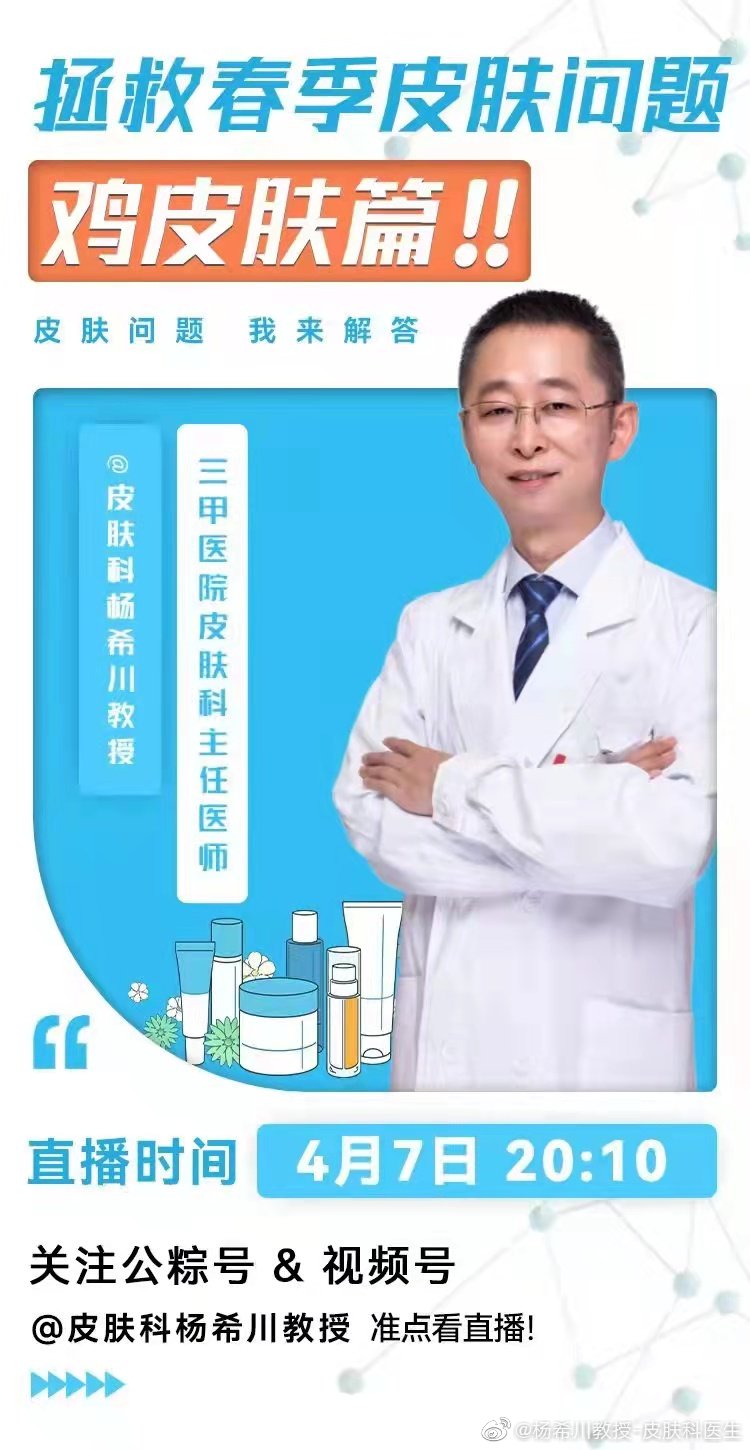 拯救春季皮肤问题
鸡皮肤篇!!
皮肤问题 我来解答
@皮肤科杨希川教授
三甲医院皮肤科主任医师
直播时间 4月7日 20:10
关注公粽号 & 视频号
@皮肤科杨希川教授 准点看直播!
@杨希川教授-皮肤科医生